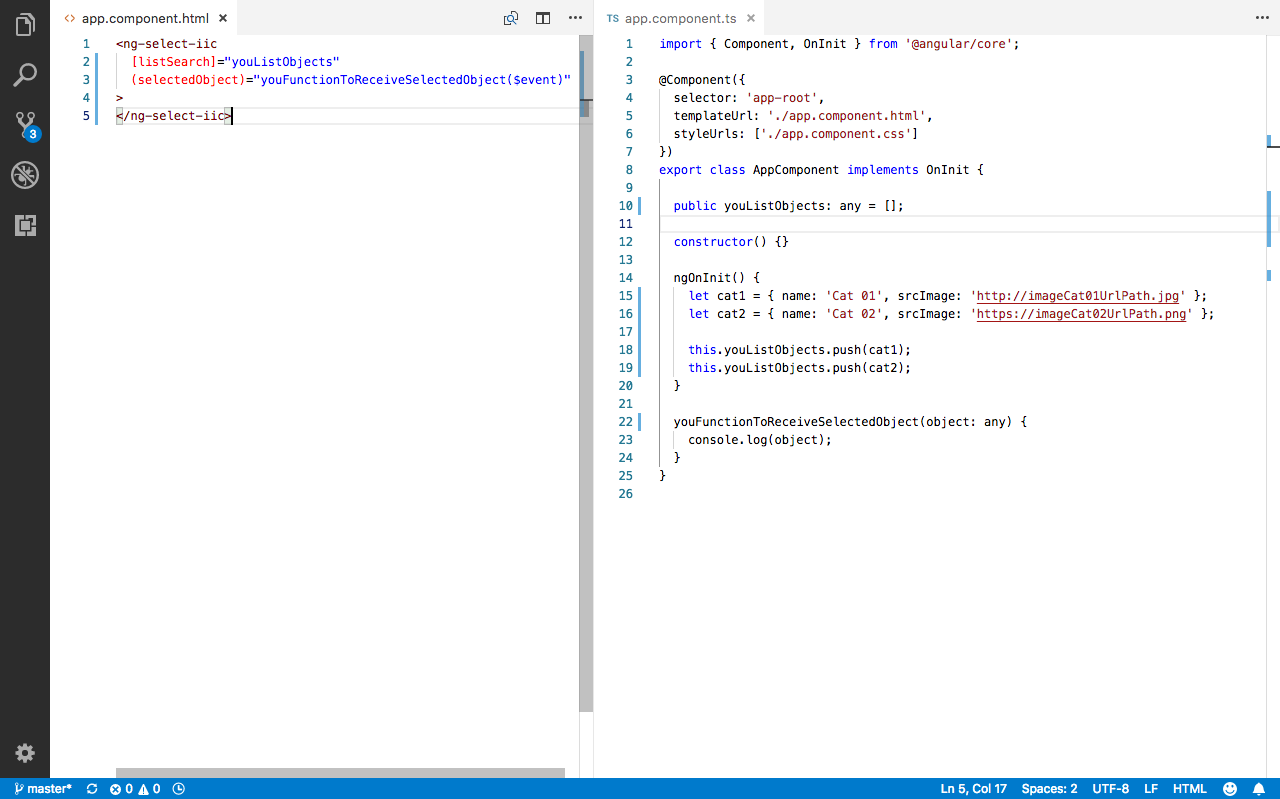 app.component.html ×
1 <ng-select-iic
2 [listSearch]="youListObjects"
3 (selectedObject)="youFunctionToReceiveSelectedObject($event)"
4 >
5 </ng-select-iic>
TS app.component.ts ×
1 import { Component, OnInit } from '@angular/core';
2
3 @Component({
4 selector: 'app-root',
5 templateUrl: './app.component.html',
6 styleUrls: ['./app.component.css']
7 })
8 export class AppComponent implements OnInit {
9
10 public youListObjects: any = [];
11
12 constructor() {}
13
14 ngOnInit() {
15 let cat1 = { name: 'Cat 01', srcImage: 'http://imageCat01UrlPath.jpg' };
16 let cat2 = { name: 'Cat 02', srcImage: 'https://imageCat02UrlPath.png' };
17
18 this.youListObjects.push(cat1);
19 this.youListObjects.push(cat2);
20 }
21
22 youFunctionToReceiveSelectedObject(object: any) {
23 console.log(object);
24 }
25 }
26
3
master* 0 0 Ln 5, Col 17 Spaces: 2 UTF-8 LF HTML